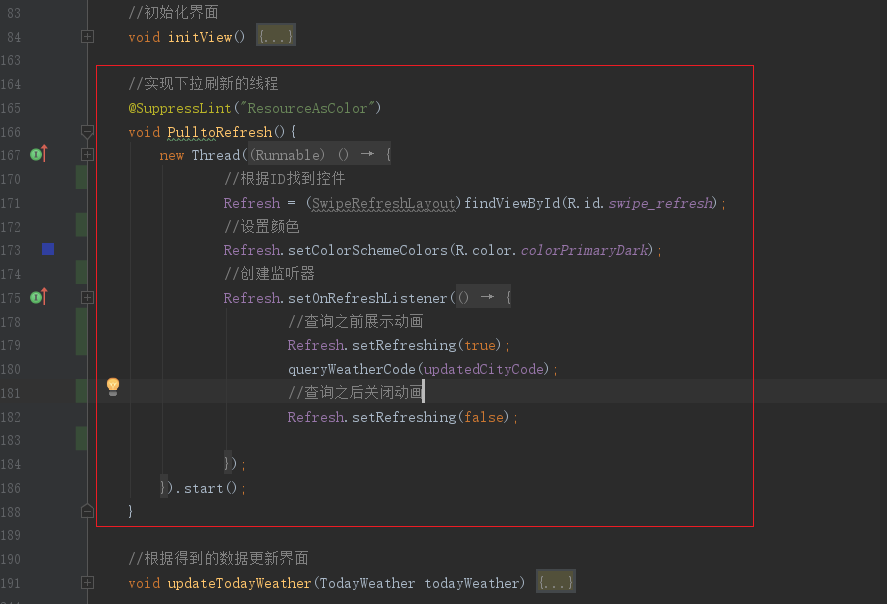 83 //初始化界面
84 void initView() {...}
163
164 //实现下拉刷新的线程
165 @SuppressLint("ResourceAsColor")
166 void PulltoRefresh(){
167 new Thread((Runnable) () → {
170 //根据ID找到控件
171 Refresh = (SwipeRefreshLayout)findViewById(R.id.swipe_refresh);
172 //设置颜色
173 Refresh.setColorSchemeColors(R.color.colorPrimaryDark);
174 //创建监听器
175 Refresh.setOnRefreshListener(() → {
178 //查询之前展示动画
179 Refresh.setRefreshing(true);
180 queryWeatherCode(updatedCityCode);
181 //查询之后关闭动画
182 Refresh.setRefreshing(false);
183
184 });
186 }).start();
188 }
189
190 //根据得到的数据更新界面
191 void updateTodayWeather(TodayWeather todayWeather) {...}